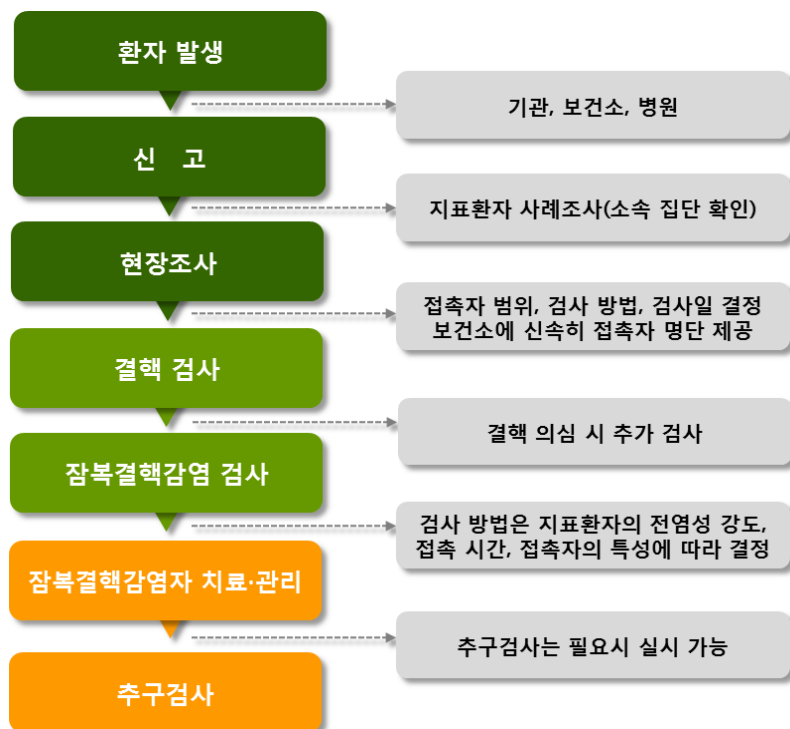 환자 발생
기관, 보건소, 병원
신 고
지표환자 사례조사(소속 집단 확인)
현장조사
접촉자 범위, 검사 방법, 검사일 결정
보건소에 신속히 접촉자 명단 제공
결핵 검사
결핵 의심 시 추가 검사
잠복결핵감염 검사
검사 방법은 지표환자의 전염성 강도,
접촉 시간, 접촉자의 특성에 따라 결정
잠복결핵감염자 치료·관리
추구검사는 필요시 실시 가능
추구검사